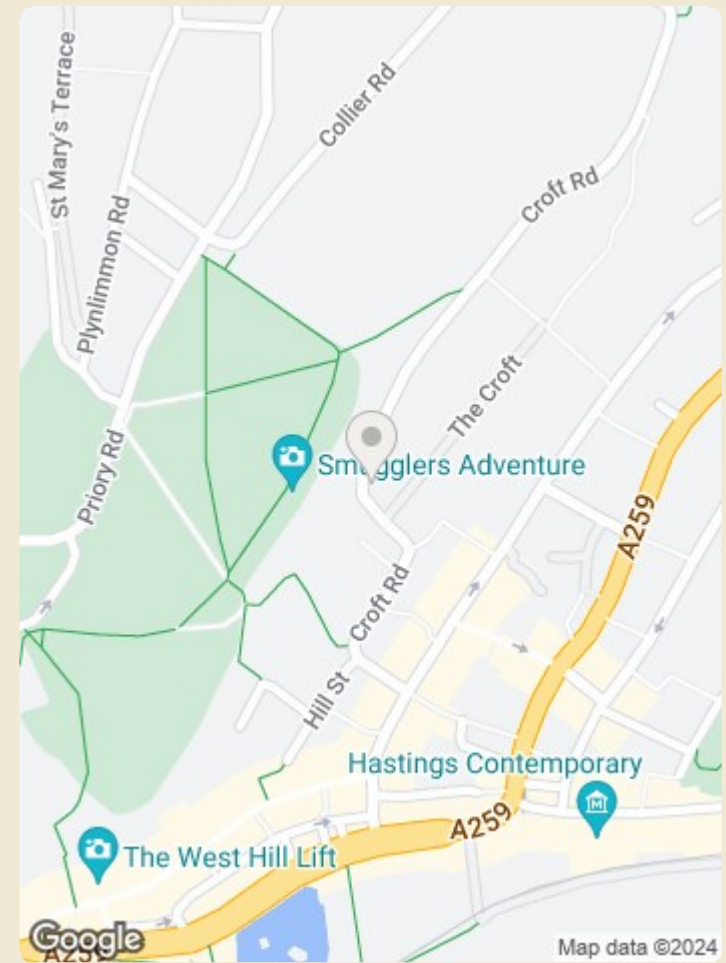 St Mary's Terrace
Collier Rd
Croft Rd
Plynlimmon Rd
The Croft
Smugglers Adventure
Priory Rd
A259
Croft Rd
Hill St
Hastings Contemporary
A259
The West Hill Lift
Google
A259
Map data ©2024